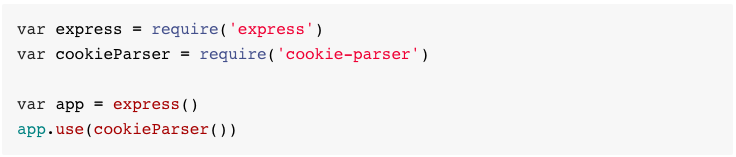 var express = require('express')
var cookieParser = require('cookie-parser')
var app = express()
app.use(cookieParser())